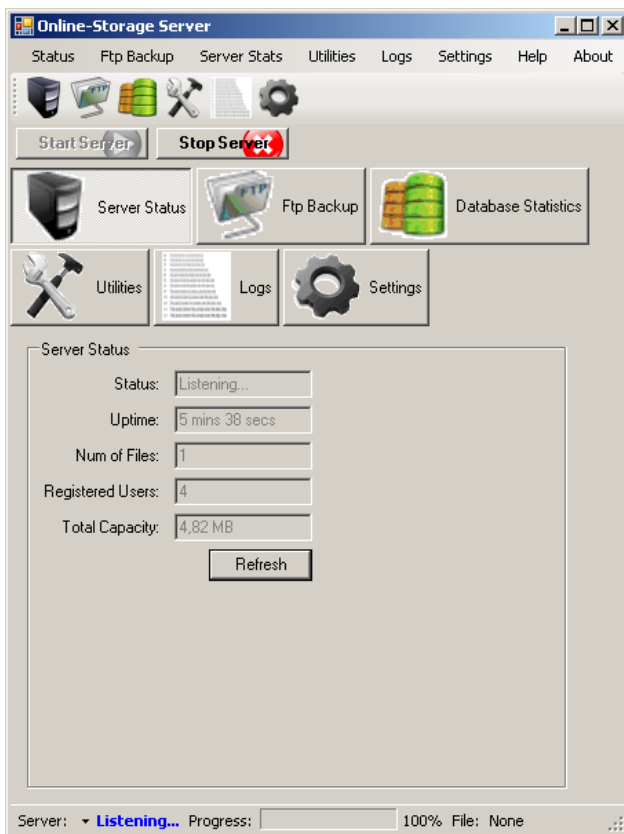 Online-Storage Server
Status Ftp Backup Server Stats Utilities Logs Settings Help About
FTP
Start Server Stop Server
Server Status FTP Ftp Backup Database Statistics
Utilities Logs Settings
Server Status
Status: Listening...
Uptime: 5 mins 38 secs
Num of Files: 1
Registered Users: 4
Total Capacity: 4,82 MB
Refresh
Server: Listening... Progress: 100% File: None